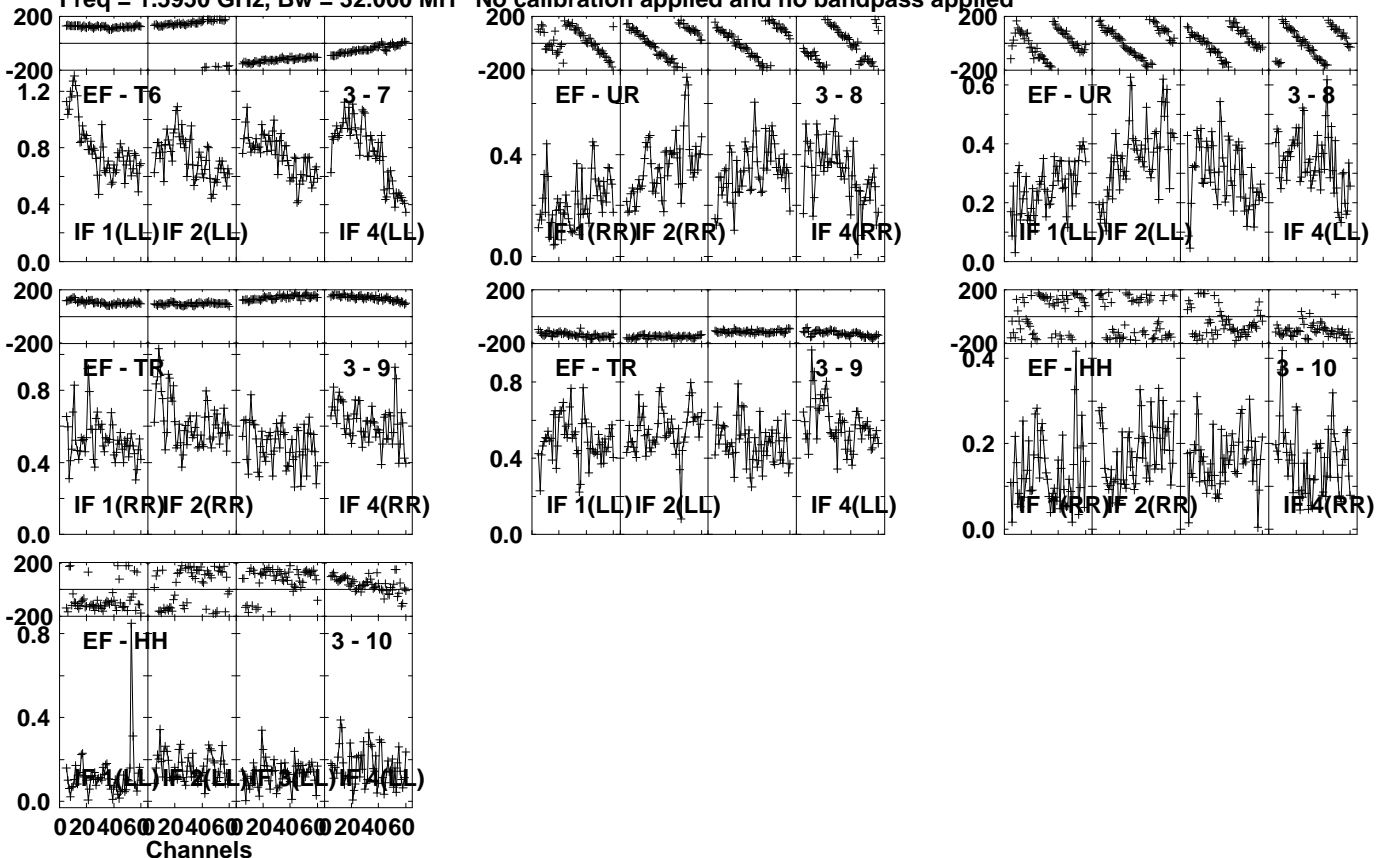 Freq = 1.5950 GHz, Bw = 32.000 MH No calibration applied and no bandpass applied
200
-200
1.2
0.8
0.4
0.0
EF - T6
3 - 7
IF 1(LL)
IF 2(LL)
IF 4(LL)
0.4
0.0
EF - UR
3 - 8
IF 1(RR)
IF 2(RR)
IF 4(RR)
200
-200
200
-200
0.6
0.4
0.2
0.0
EF - UR
3 - 8
IF 1(LL)
IF 2(LL)
IF 4(LL)
200
-200
0.8
0.4
0.0
EF - TR
3 - 9
IF 1(RR)
IF 2(RR)
IF 4(RR)
200
-200
0.8
0.4
0.0
EF - TR
3 - 9
IF 1(LL)
IF 2(LL)
IF 4(LL)
200
-200
0.4
0.2
0.0
EF - HH
3 - 10
IF 1(RR)
IF 2(RR)
IF 4(RR)
200
-200
0.8
0.4
0.0
EF - HH
3 - 10
IF 1(LL)
IF 2(LL)
IF 3(LL)
IF 4(LL)
0 20 40 60 0 20 40 60 0 20 40 60 0 20 40 60
Channels